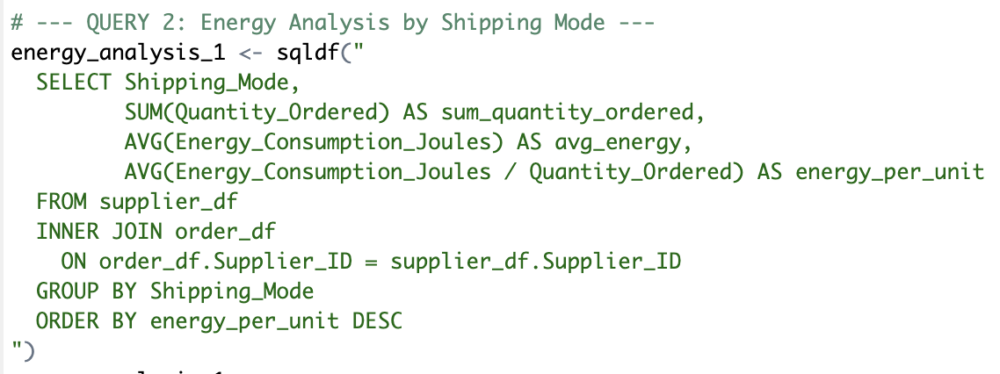 # --- QUERY 2: Energy Analysis by Shipping Mode ---
energy_analysis_1 <- sqldf("
  SELECT Shipping_Mode,
         SUM(Quantity_Ordered) AS sum_quantity_ordered,
         AVG(Energy_Consumption_Joules) AS avg_energy,
         AVG(Energy_Consumption_Joules / Quantity_Ordered) AS energy_per_unit
  FROM supplier_df
  INNER JOIN order_df
    ON order_df.Supplier_ID = supplier_df.Supplier_ID
  GROUP BY Shipping_Mode
  ORDER BY energy_per_unit DESC
")